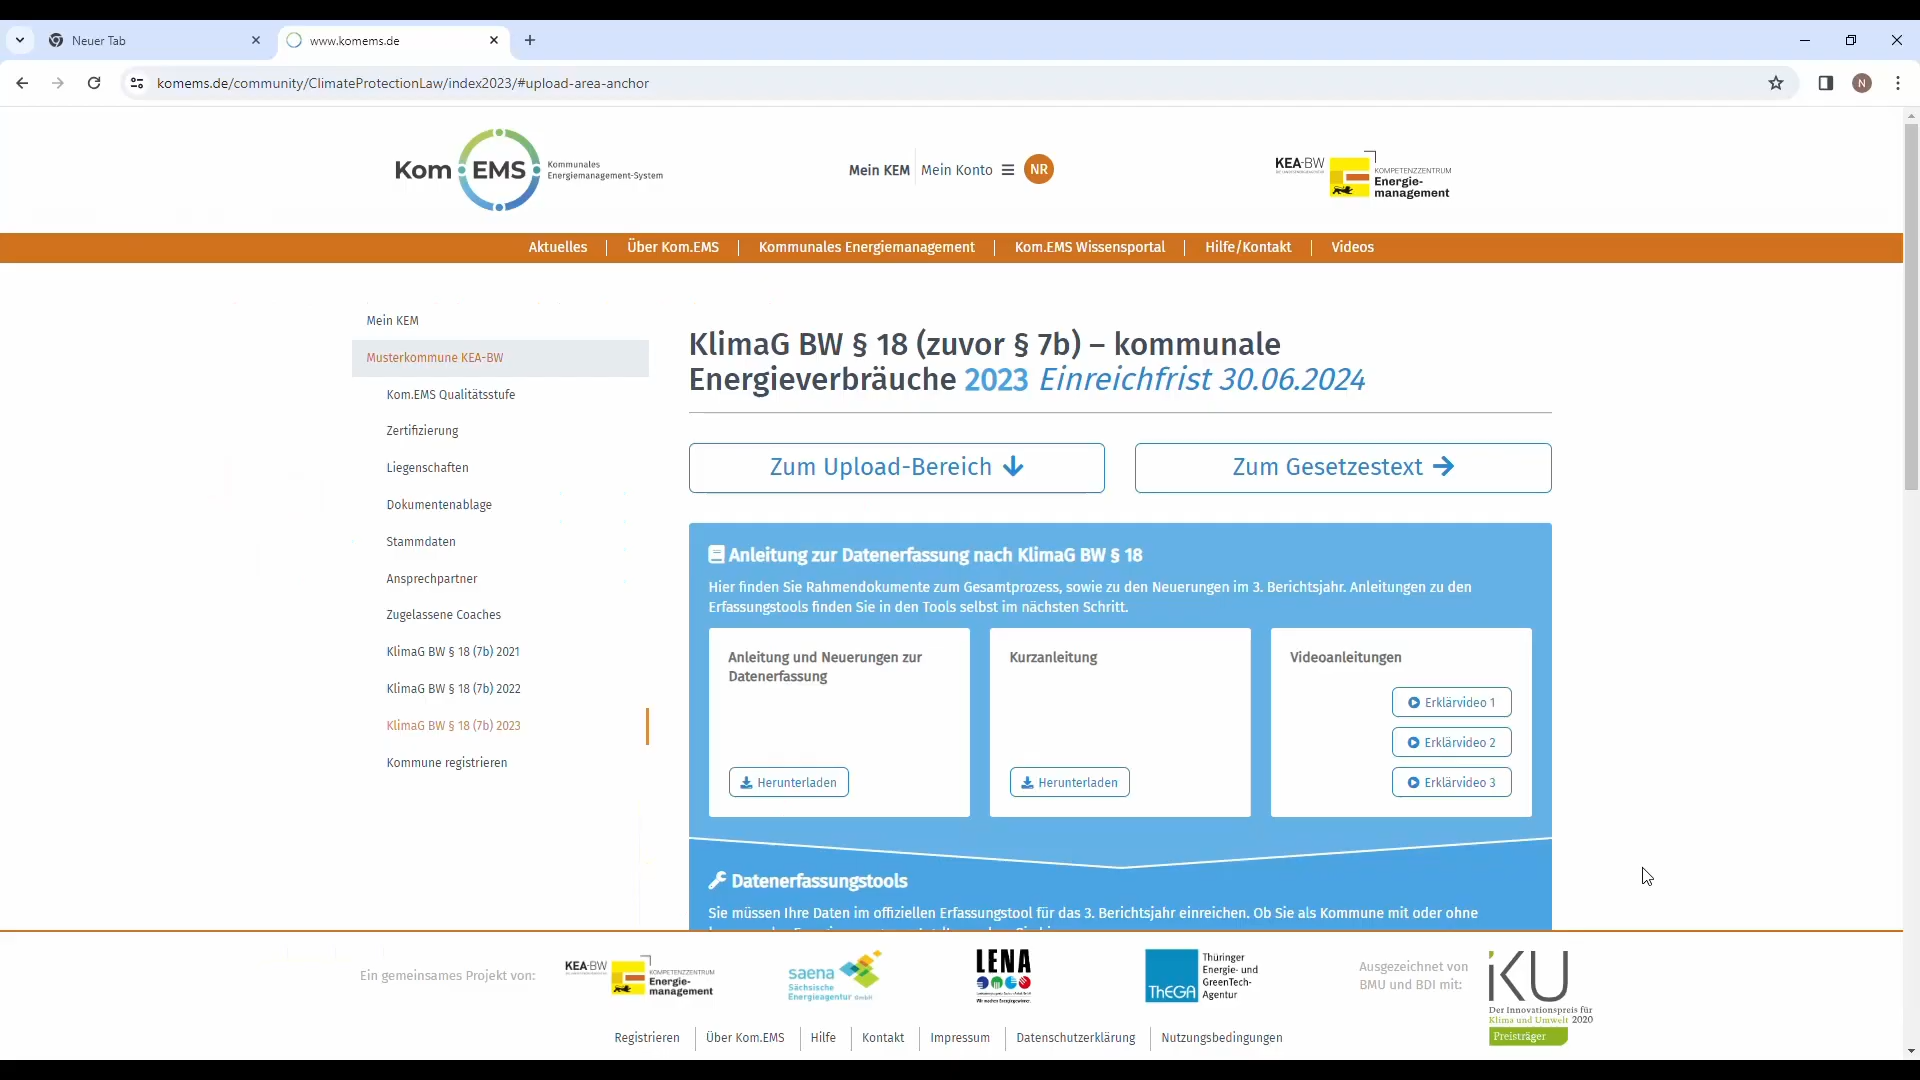 Neuer Tab
www.komems.de
komems.de/community/ClimateProtectionLaw/index2023/#upload-area-anchor
N
Kom EMS
Kommunales
Energiemanagement-System
Mein KEM
Mein Konto
NR
KEA-BW
KOMPETENZZENTRUM
Energie-
management
Aktuelles
Über Kom.EMS
Kommunales Energiemanagement
Kom.EMS Wissensportal
Hilfe/Kontakt
Videos
Mein KEM
Musterkommune KEA-BW
Kom.EMS Qualitätsstufe
Zertifizierung
Liegenschaften
Dokumentenablage
Stammdaten
Ansprechpartner
Zugelassene Coaches
KlimaG BW § 18 (7b) 2021
KlimaG BW § 18 (7b) 2022
KlimaG BW § 18 (7b) 2023
Kommune registrieren
KlimaG BW § 18 (zuvor § 7b) – kommunale
Energieverbräuche 2023 Einreichfrist 30.06.2024
Zum Upload-Bereich
Zum Gesetzestext
Anleitung zur Datenerfassung nach KlimaG BW § 18
Hier finden Sie Rahmendokumente zum Gesamtprozess, sowie zu den Neuerungen im 3. Berichtsjahr. Anleitungen zu den
Erfassungstools finden Sie in den Tools selbst im nächsten Schritt.
Anleitung und Neuerungen zur
Datenerfassung
Herunterladen
Kurzanleitung
Herunterladen
Videoanleitungen
Erklärvideo 1
Erklärvideo 2
Erklärvideo 3
Datenerfassungstools
Sie müssen Ihre Daten im offiziellen Erfassungstool für das 3. Berichtsjahr einreichen. Ob Sie als Kommune mit oder ohne
Ein gemeinsames Projekt von:
KEA-BW
KOMPETENZZENTRUM
Energie-
management
saena
Sächsische
Energieagentur GmbH
LENA
ThEGA
Thüringer
Energie- und
GreenTech-
Agentur
Ausgezeichnet von
BMU und BDI mit:
iKU
Der Innovationspreis für
Klima und Umwelt 2020
Preisträger
Registrieren
Über Kom.EMS
Hilfe
Kontakt
Impressum
Datenschutzerklärung
Nutzungsbedingungen